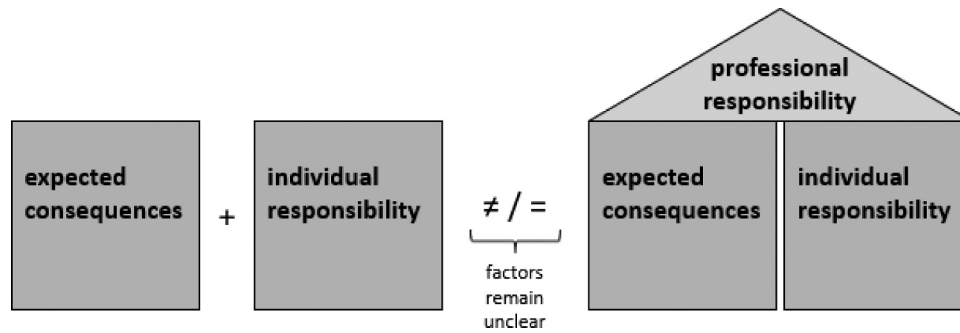 expected
consequences
+
individual
responsibility
≠ / =
factors
remain
unclear
professional
responsibility
expected
consequences
individual
responsibility